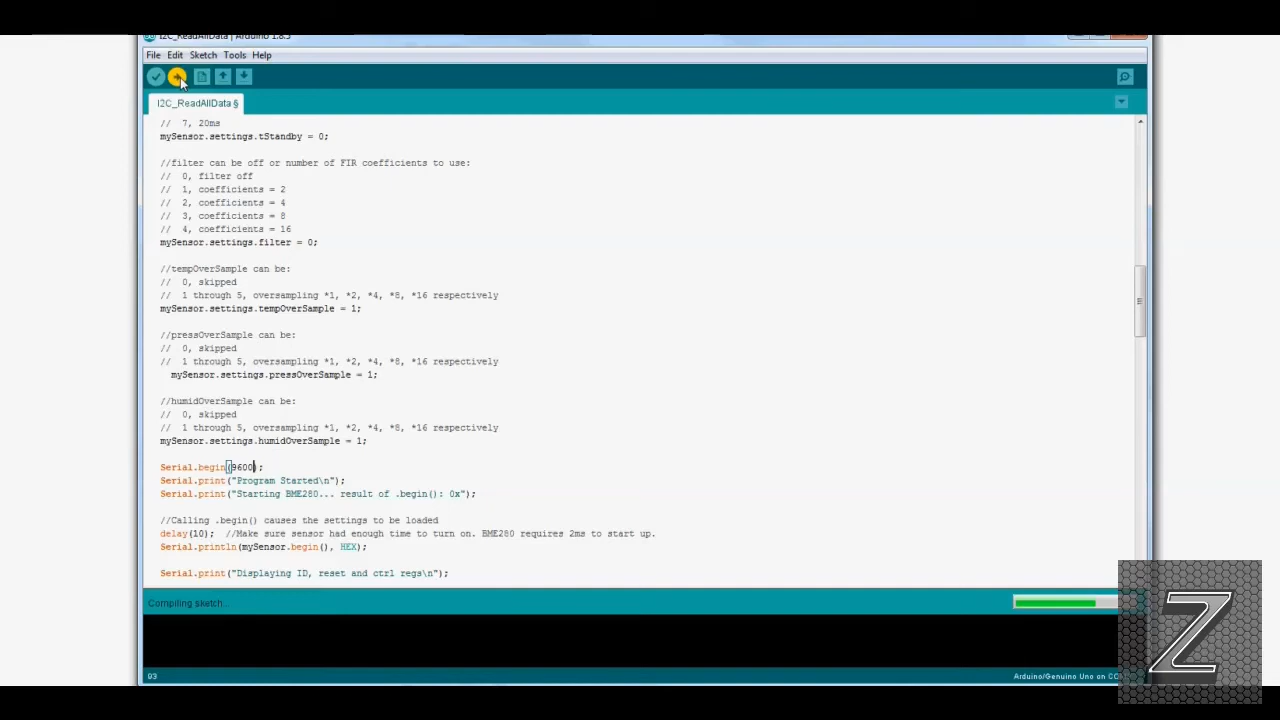 I2C_ReadAllData | Arduino 1.8.5
File Edit Sketch Tools Help
I2C_ReadAllData §
// 7, 20ms
mySensor.settings.tStandby = 0;
//filter can be off or number of FIR coefficients to use:
// 0, filter off
// 1, coefficients = 2
// 2, coefficients = 4
// 3, coefficients = 8
// 4, coefficients = 16
mySensor.settings.filter = 0;
//tempOverSample can be:
// 0, skipped
// 1 through 5, oversampling *1, *2, *4, *8, *16 respectively
mySensor.settings.tempOverSample = 1;
//pressOverSample can be:
// 0, skipped
// 1 through 5, oversampling *1, *2, *4, *8, *16 respectively
mySensor.settings.pressOverSample = 1;
//humidOverSample can be:
// 0, skipped
// 1 through 5, oversampling *1, *2, *4, *8, *16 respectively
mySensor.settings.humidOverSample = 1;
Serial.begin(9600);
Serial.print("Program Started\n");
Serial.print("Starting BME280... result of .begin(): 0x");
//Calling .begin() causes the settings to be loaded
delay(10); //Make sure sensor had enough time to turn on. BME280 requires 2ms to start up.
Serial.println(mySensor.begin(), HEX);
Serial.print("Displaying ID, reset and ctrl regs\n");
Compiling sketch...
93
Arduino/Genuino Uno on CO
Z